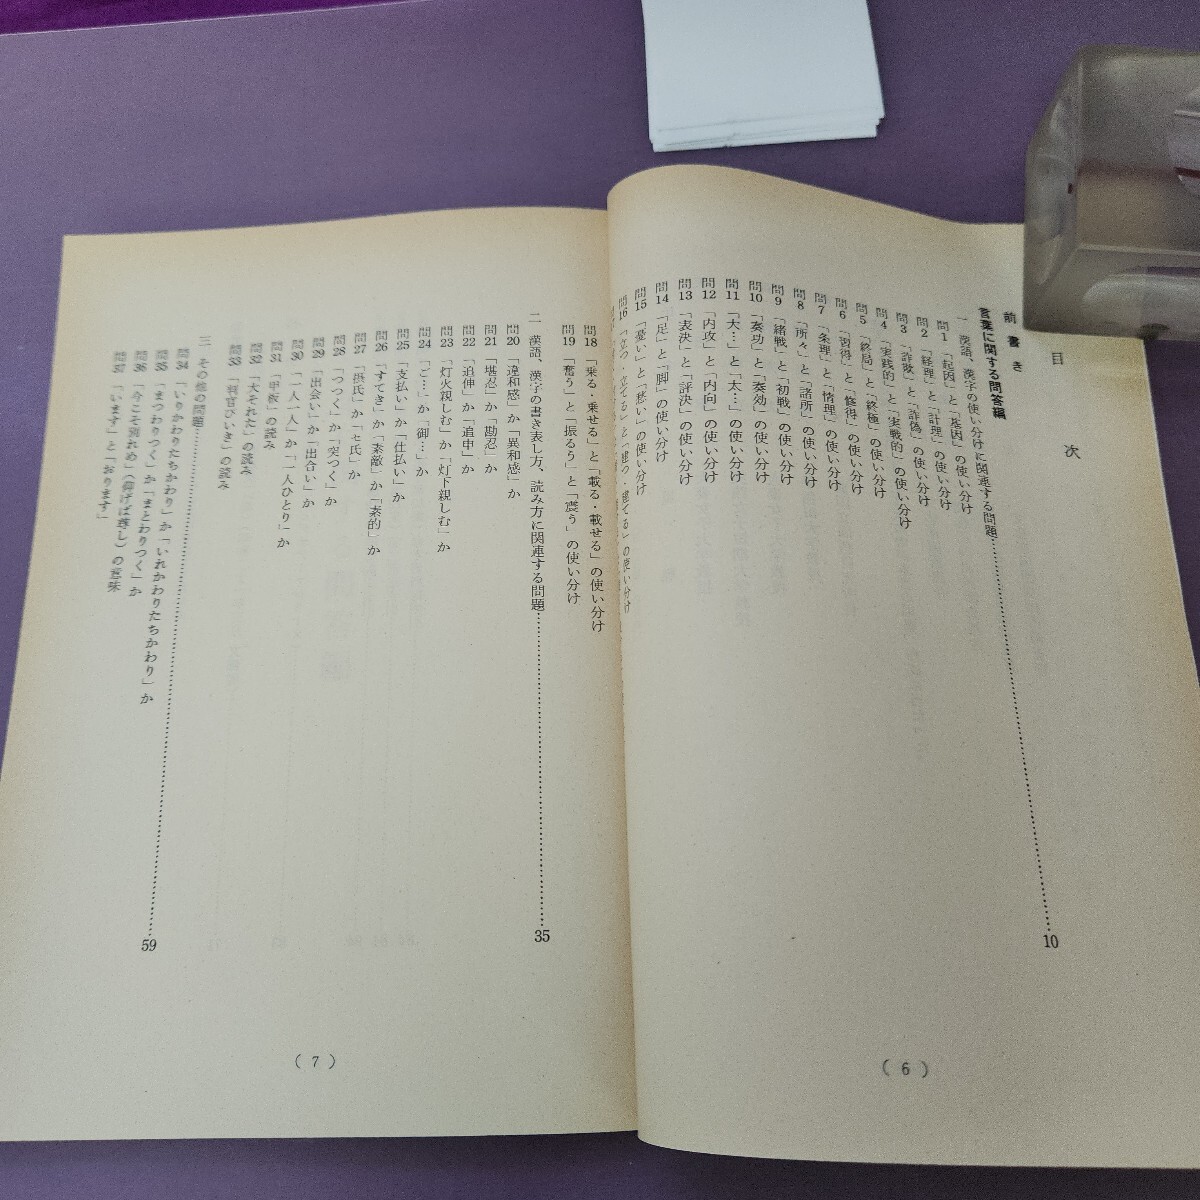 目次
前書き
言葉に関する問答編
一 漢語、漢字の使い分けに関連する問題……………10
問1 「起因」と「基因」の使い分け
問2 「経理」と「計理」の使い分け
問3 「詐欺」と「詐偽」の使い分け
問4 「実践的」と「実戦的」の使い分け
問5 「終局」と「終極」の使い分け
問6 「習得」と「修得」の使い分け
問7 「条理」と「情理」の使い分け
問8 「所々」と「諸所」の使い分け
問9 「緒戦」と「初戦」の使い分け
問10 「奏功」と「奏効」の使い分け
問11 「大…」と「太…」の使い分け
問12 「内攻」と「内向」の使い分け
問13 「表決」と「評決」の使い分け
問14 「足」と「脚」の使い分け
問15 「憂い」と「愁い」の使い分け
問16 「立つ・立てる」と「建つ・建てる」の使い分け
(6)
問18 「乗る・乗せる」と「載る・載せる」の使い分け
問19 「奮う」と「振るう」と「震う」の使い分け
二 漢語、漢字の書き表し方、読み方に関連する問題……………35
問20 「違和感」か「異和感」か
問21 「堪忍」か「勘忍」か
問22 「追伸」か「追申」か
問23 「灯火親しむ」か「灯下親しむ」か
問24 「ご…」か「御…」か
問25 「支払い」か「仕払い」か
問26 「すてき」か「素敵」か「素的」か
問27 「摂氏」か「セ氏」か
問28 「つつく」か「突つく」か
問29 「出会い」か「出合い」か
問30 「一人一人」か「一人ひとり」か
問31 「甲板」の読み
問32 「大それた」の読み
問33 「判官びいき」の読み
三 その他の問題……………59
問34 「いりかわりたちかわり」か「いれかわりたちかわり」か
問35 「まつわりつく」か「まとわりつく」か
問36 「今こそ別れめ」(仰げば尊し)の意味
問37 「います」と「おります」
(7)